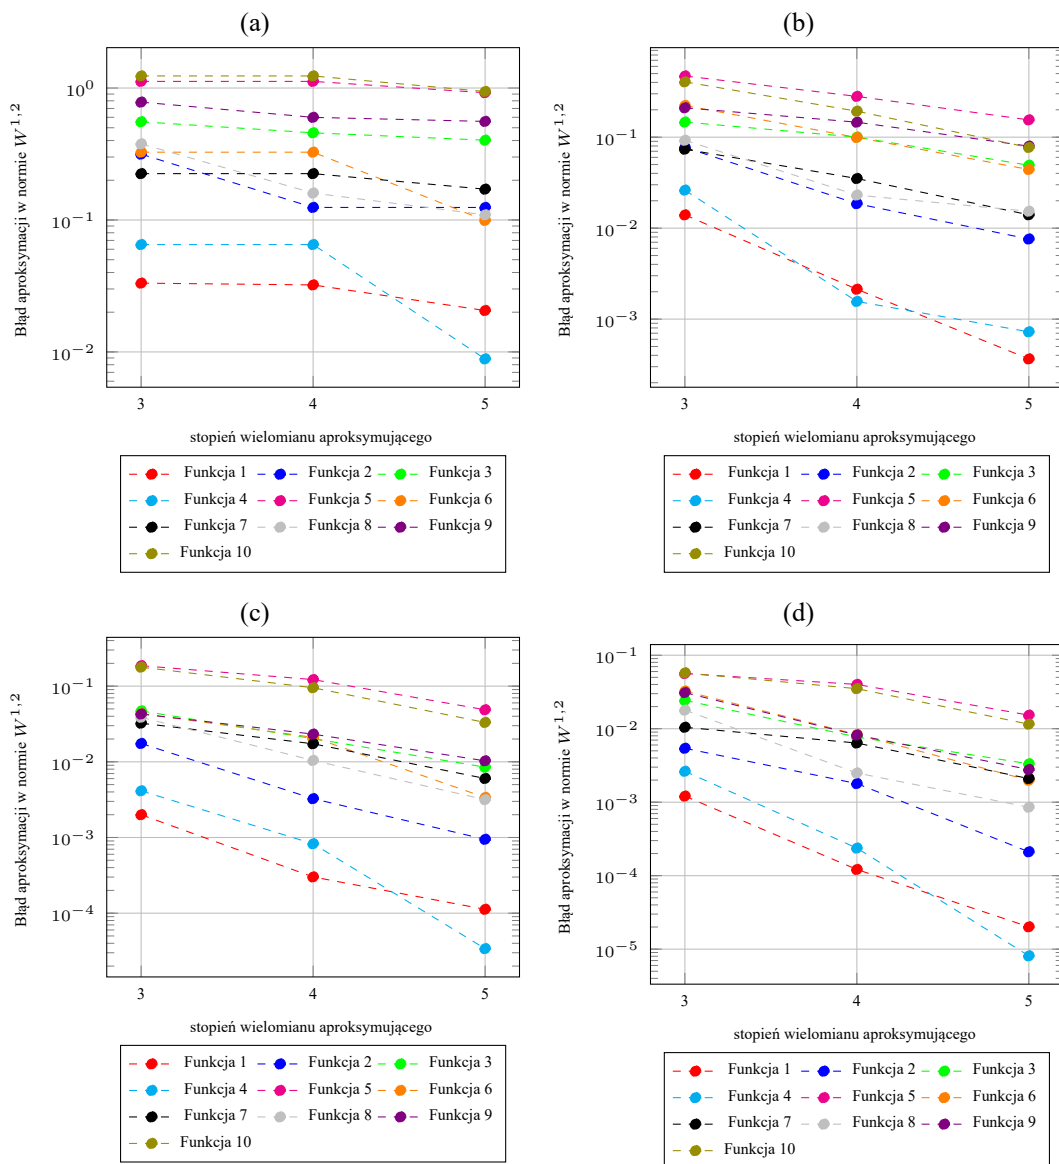 (a)
Błąd aproksymacji w normie W^{1,2}
10^0
10^{-1}
10^{-2}
3 4 5
stopień wielomianu aproksymującego
Funkcja 1 Funkcja 2 Funkcja 3
Funkcja 4 Funkcja 5 Funkcja 6
Funkcja 7 Funkcja 8 Funkcja 9
Funkcja 10
(b)
Błąd aproksymacji w normie W^{1,2}
10^{-1}
10^{-2}
10^{-3}
3 4 5
stopień wielomianu aproksymującego
Funkcja 1 Funkcja 2 Funkcja 3
Funkcja 4 Funkcja 5 Funkcja 6
Funkcja 7 Funkcja 8 Funkcja 9
Funkcja 10
(c)
Błąd aproksymacji w normie W^{1,2}
10^{-1}
10^{-2}
10^{-3}
10^{-4}
3 4 5
stopień wielomianu aproksymującego
Funkcja 1 Funkcja 2 Funkcja 3
Funkcja 4 Funkcja 5 Funkcja 6
Funkcja 7 Funkcja 8 Funkcja 9
Funkcja 10
(d)
Błąd aproksymacji w normie W^{1,2}
10^{-1}
10^{-2}
10^{-3}
10^{-4}
10^{-5}
3 4 5
stopień wielomianu aproksymującego
Funkcja 1 Funkcja 2 Funkcja 3
Funkcja 4 Funkcja 5 Funkcja 6
Funkcja 7 Funkcja 8 Funkcja 9
Funkcja 10